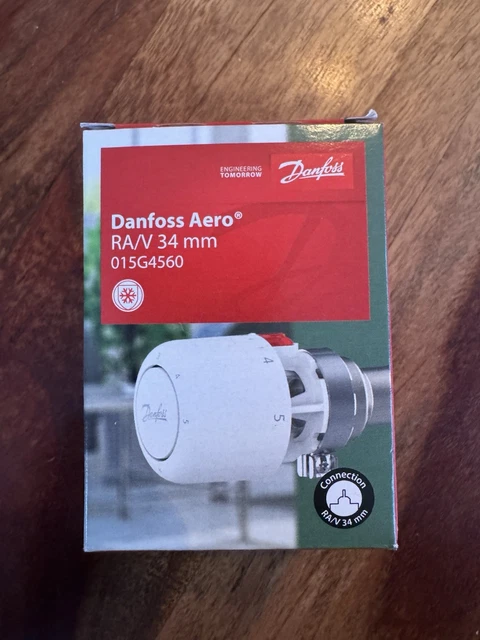 ENGINEERING
TOMORROW
Danfoss
Danfoss Aero®
RA/V 34 mm
015G4560
4
5
Danfoss
Connection
RA/V 34 mm